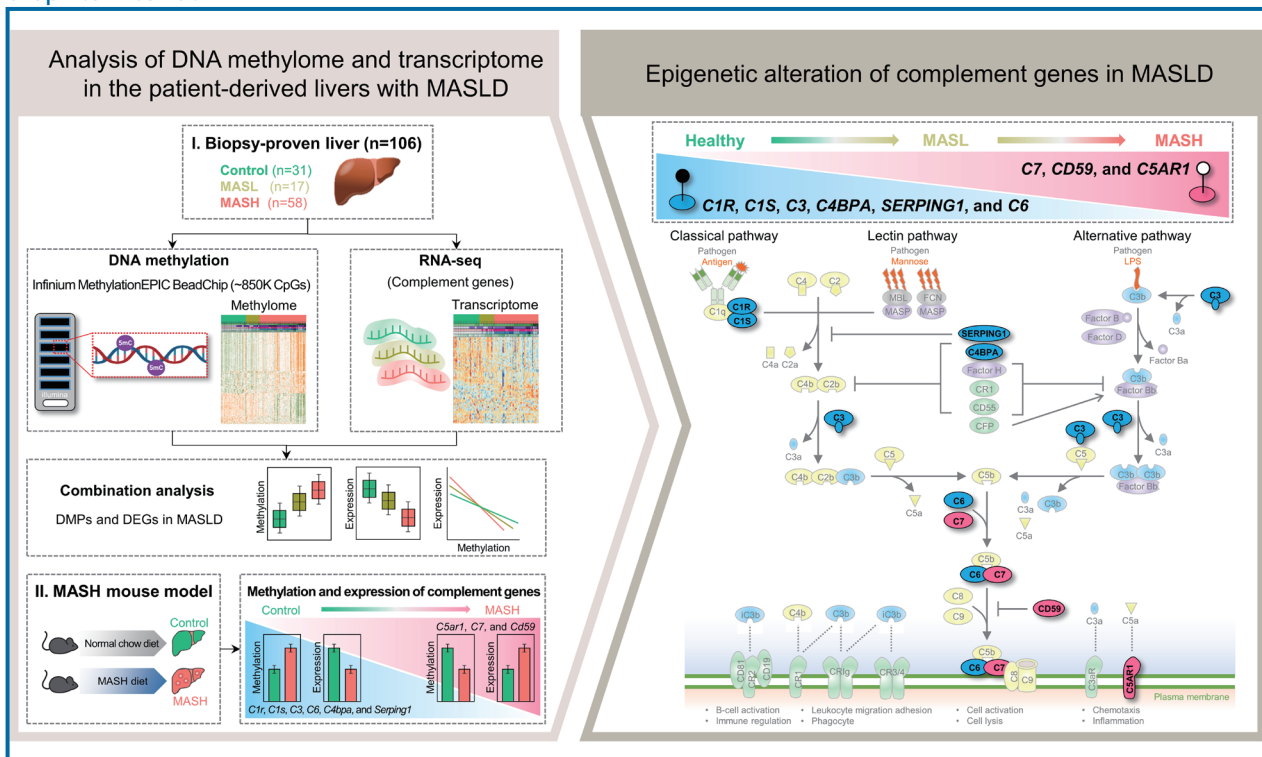 Analysis of DNA methylome and transcriptome
in the patient-derived livers with MASLD
I. Biopsy-proven liver (n=106)
Control (n=31)
MASL (n=17)
MASH (n=58)
DNA methylation
Infinium MethylationEPIC BeadChip (~850K CpGs)
Methylome
5mC
5mC
illumina
RNA-seq
(Complement genes)
Transcriptome
Combination analysis
DMPs and DEGs in MASLD
Methylation
Expression
Expression
Methylation
II. MASH mouse model
Normal chow diet
Control
MASH diet
MASH
Methylation and expression of complement genes
Control
MASH
C5ar1, C7, and Cd59
Methylation
Expression
Methylation
Expression
C1r, C1s, C3, C6, C4bpa, and Serping1
Epigenetic alteration of complement genes in MASLD
Healthy
MASL
MASH
C7, CD59, and C5AR1
C1R, C1S, C3, C4BPA, SERPING1, and C6
Classical pathway
Lectin pathway
Alternative pathway
Pathogen
Antigen
Pathogen
Mannose
Pathogen
LPS
C4
C2
MBL
FCN
MASP
MASP
C1q
C1R
C1S
C3b
C3
C3a
Factor B
Factor D
Factor Ba
SERPING1
C4BPA
Factor H
CR1
CD55
CFP
C4a
C2a
C4b
C2b
C3b
Factor Bb
C3
C3
C3
C3a
C5
C5
C3a
C4b
C2b
C3b
C5b
C3b
C3b
Factor Bb
C5a
C6
C7
C3a
C3b
C5a
C5b
C6
C7
C8
C9
CD59
iC3b
C4b
C3b
iC3b
C3a
C5a
C5b
C6
C7
C8
C9
CD81
CR2
CD19
CR1
CRIg
CR3/4
C3aR
C5AR1
Plasma membrane
• B-cell activation
• Immune regulation
• Leukocyte migration adhesion
• Phagocyte
• Cell activation
• Cell lysis
• Chemotaxis
• Inflammation